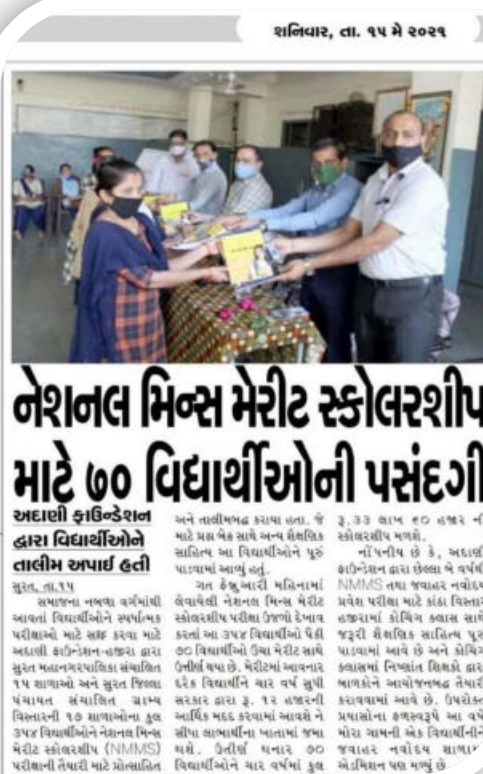 શનિવાર, તા. ૧૫ મે ૨૦૨૧
નેશનલ મિન્સ મેરીટ સ્કોલરશીપ
માટે ૭૦ વિદ્યાર્થીઓની પસંદગી
અદાણી ફાઉન્ડેશન
દ્વારા વિદ્યાર્થીઓને
તાલીમ અપાઈ હતી
સુરત, તા.૧૫
સમાજના નબળા વર્ગમાંથી
આવતાં વિદ્યાર્થીઓને સ્પર્ધાત્મક
પરીક્ષાઓ માટે સક્ષ કરવા માટે
અદાણી ફાઉન્ડેશન-હજીરા દ્વારા
સુરત મહાનગરપાલિકા સંચાલિત
૧૫ શાળાઓ અને સુરત જિલ્લા
પંચાયત સંચાલિત ગ્રામ્ય
વિસ્તારની ૧૭ શાળાઓના કુલ
૩૫૪ વિદ્યાર્થીઓને નેશનલ મિન્સ
મેરીટ સ્કોલરશીપ (NMMS)
પરીક્ષાની તૈયારી માટે પ્રોત્સાહિત
અને તાલીમબદ્ધ કરાયા હતા. જે
માટે પ્રશ્ન બેંક સાથે અન્ય શૈક્ષણિક
સાહિત્ય આ વિદ્યાર્થીઓને પૂરું
પાડવામાં આવ્યું હતું.
ગત ફેબ્રુઆરી મહિનામાં
લેવાયેલી નેશનલ મિન્સ મેરીટ
સ્કોલરશીપ પરીક્ષા ઉજળો દેખાવ
કરતાં આ ૩૫૪ વિદ્યાર્થીઓ પૈકી
૭૦ વિદ્યાર્થીઓ ઉચા મેરીટ સાથે
ઉત્તીર્ણ થયા છે. મેરીટમાં આવનાર
દરેક વિદ્યાર્થીને ચાર વર્ષ સુધી
સરકાર દ્વારા રૂ. ૧૨ હજારની
આર્થિક મદદ કરવામાં આવશે ને
સીધા લાભાર્થીના ખાતામાં જમા
થશે. ઉત્તીર્ણ થનાર ૭૦
વિદ્યાર્થીઓને ચાર વર્ષમાં કુલ
રૂ.૩૩ લાખ ૬૦ હજાર ની
સ્કોલરશીપ મળશે.
નોંધનીય છે કે, અદાણી
ફાઉન્ડેશન દ્વારા છેલ્લા બે વર્ષથી
NMMS તથા જવાહર નવોદય
પ્રવેશ પરીક્ષા માટે કાંઠા વિસ્તાર
હજીરામાં કોચિંગ ક્લાસ સાથે
જરૂરી શૈક્ષણિક સાહિત્ય પૂરુ
પાડવામાં આવે છે અને કોચિંગ
ક્લાસમાં નિષ્ણાંત શિક્ષકો દ્વારા
બાળકોને આયોજનબદ્ધ તૈયારી
કરાવવામાં આવે છે. ઉપરોક્ત
પ્રયાસોના ફળસ્વરૂપે આ વર્ષે
મોરા ગામની એક વિદ્યાર્થીનીને
જવાહર નવોદય શાળામાં
એડમિશન પણ મળ્યું છે.